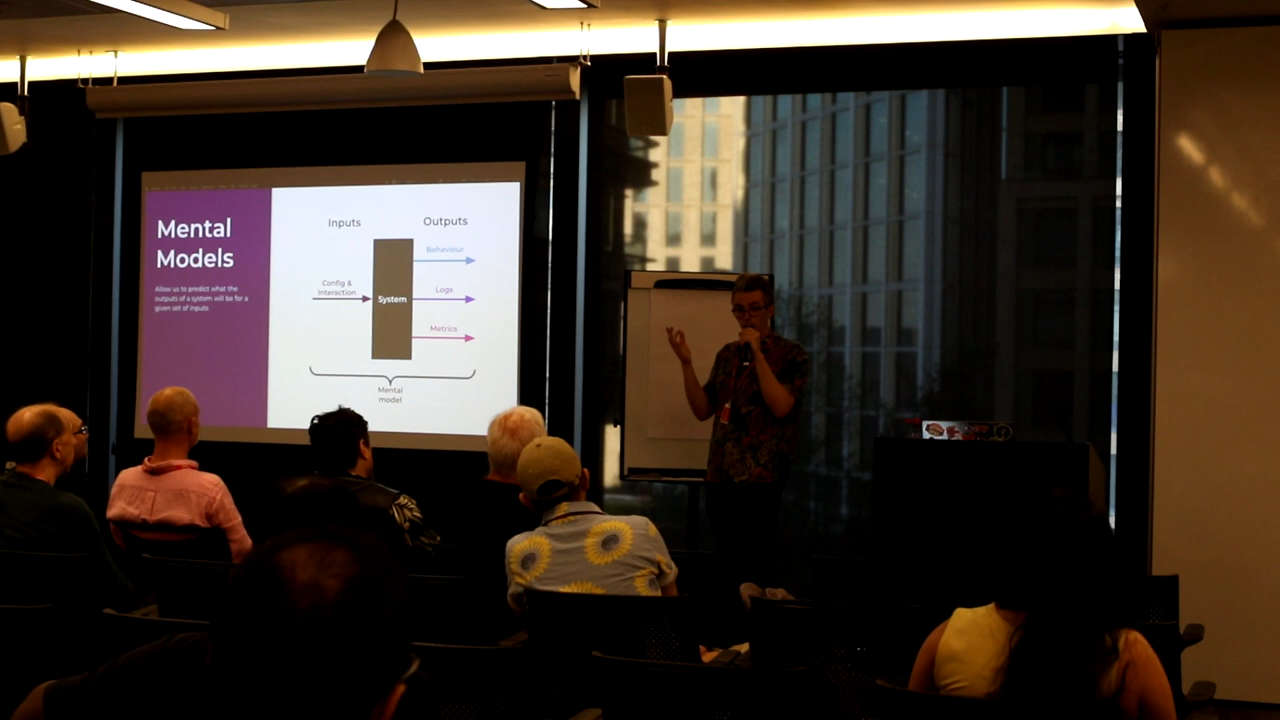 Mental
Models
Allow us to predict what the
outputs of a system will be for a
given set of inputs
Inputs
Outputs
Behaviour
Config &
Interaction
System
Logs
Metrics
Mental
model